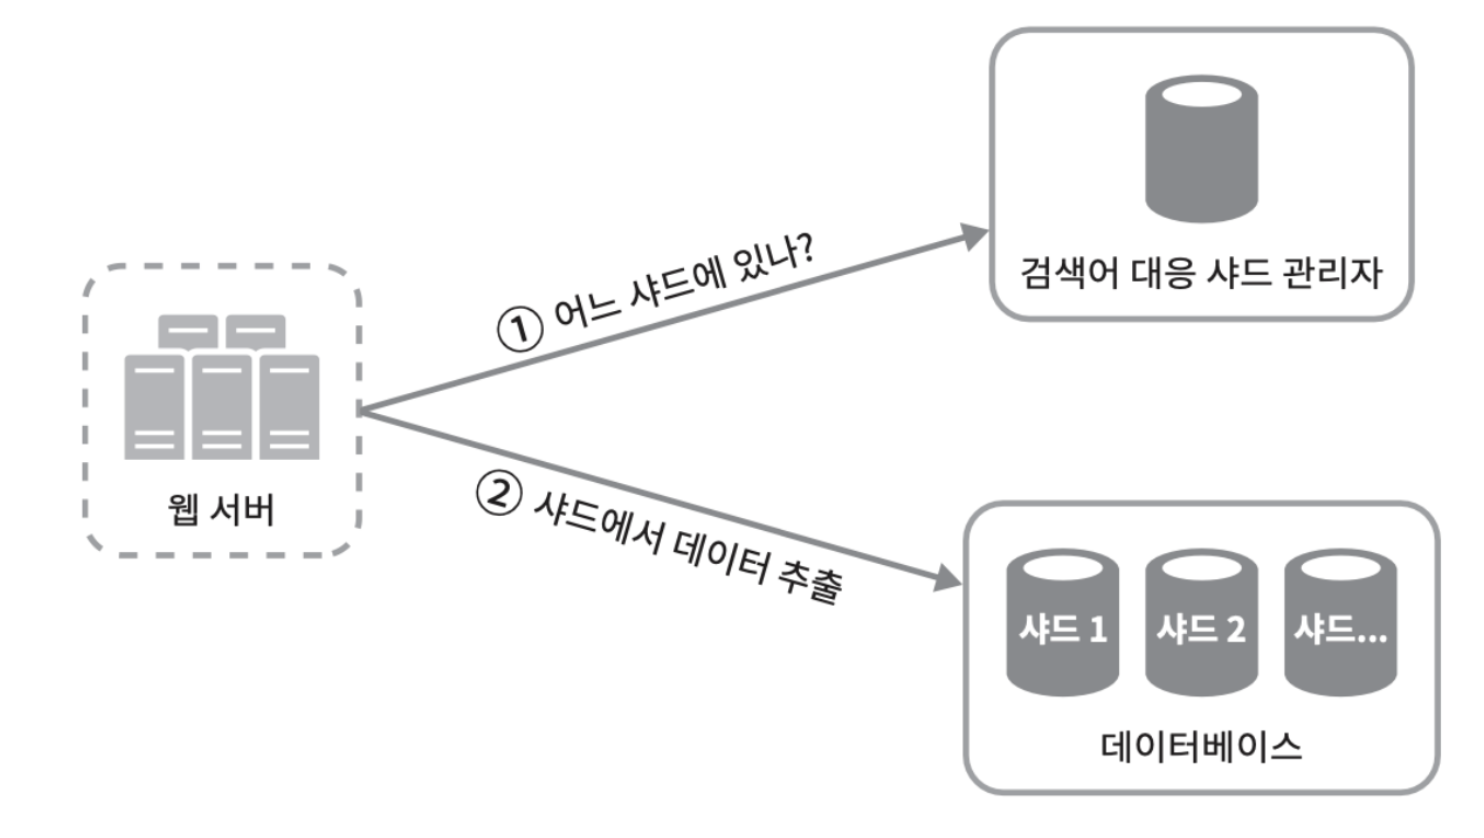 검색어 대응 샤드 관리자
① 어느 샤드에 있나?
웹 서버
② 샤드에서 데이터 추출
샤드 1
샤드 2
샤드...
데이터베이스